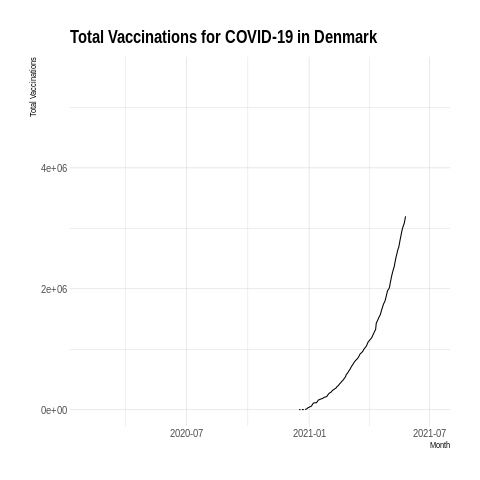 Total Vaccinations for COVID-19 in Denmark
Total Vaccinations
4e+06
2e+06
0e+00
2020-07
2021-01
2021-07
Month